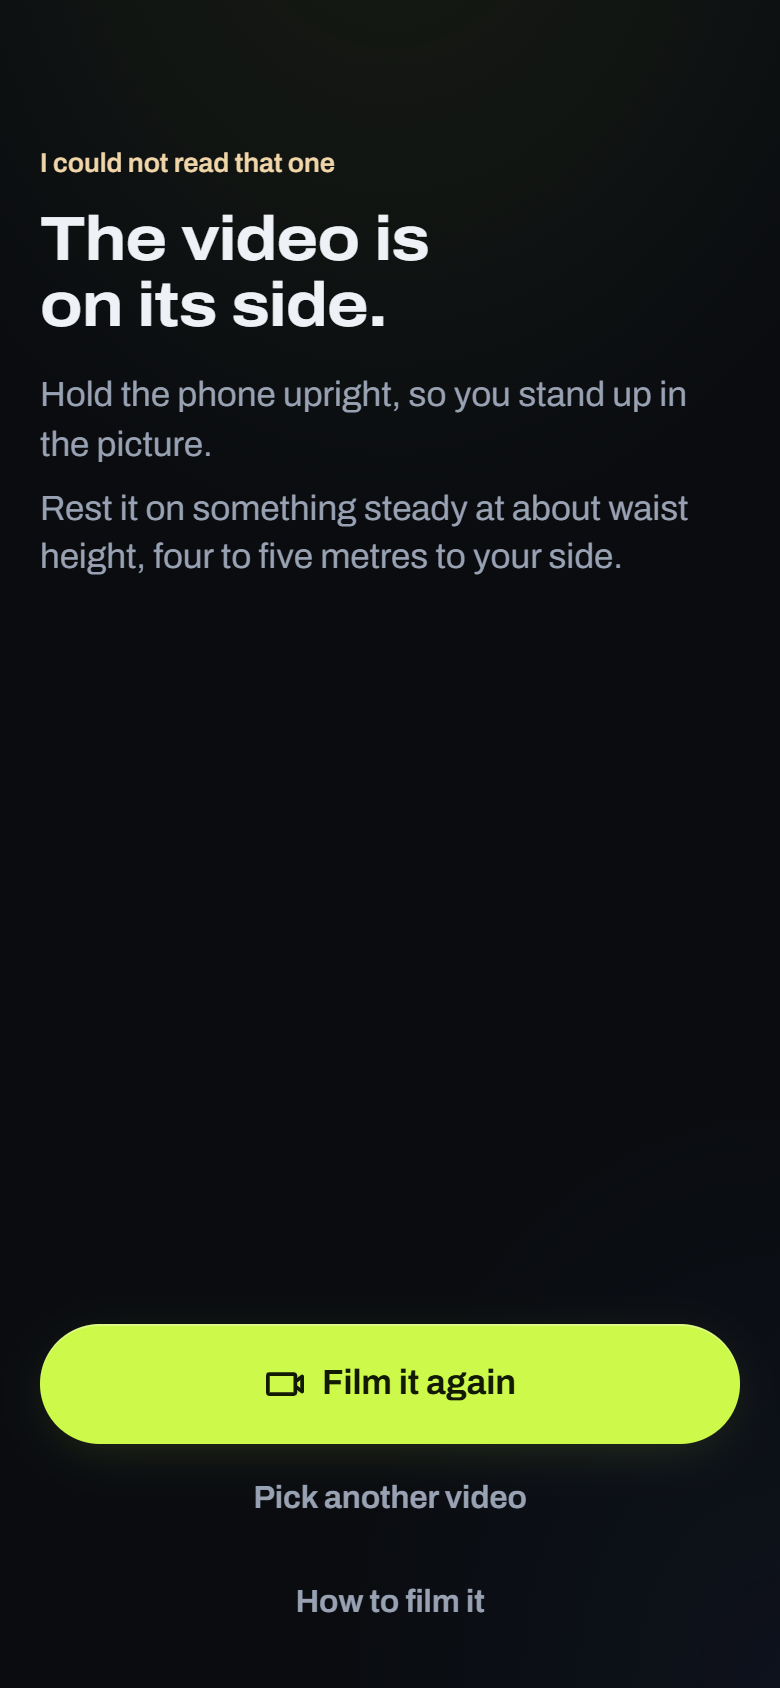 I could not read that one
The video is
on its side.
Hold the phone upright, so you stand up in
the picture.
Rest it on something steady at about waist
height, four to five metres to your side.
Film it again
Pick another video
How to film it